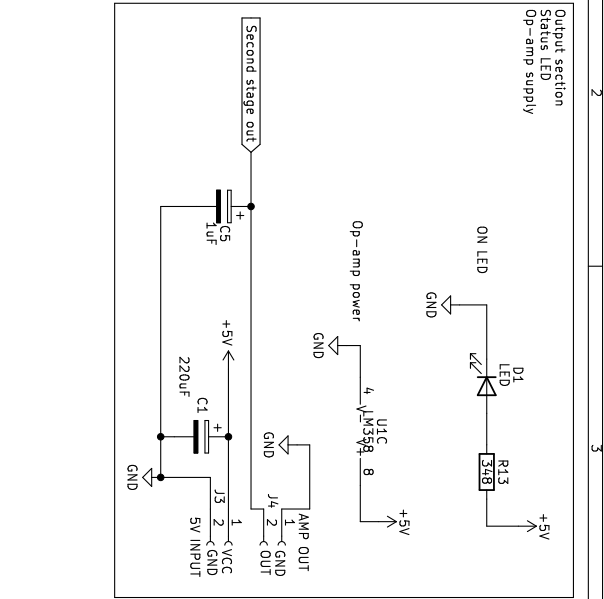 Output section
Status LED
Op-amp supply
2
3
ON LED
GND
D1
LED
R13
348
+5V
Op-amp power
GND
4
V-
U1C
LM358
V+
8
+5V
Second stage out
C5
1uF
+5V
C1
220uF
GND
AMP OUT
J4
1
GND
2
OUT
GND
J3
1
VCC
2
GND
5V INPUT